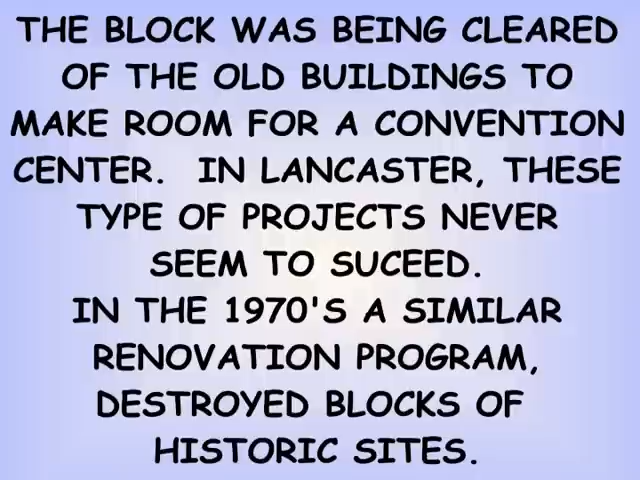 THE BLOCK WAS BEING CLEARED
OF THE OLD BUILDINGS TO
MAKE ROOM FOR A CONVENTION
CENTER.  IN LANCASTER, THESE
TYPE OF PROJECTS NEVER
SEEM TO SUCEED.
IN THE 1970'S A SIMILAR
RENOVATION PROGRAM,
DESTROYED BLOCKS OF
HISTORIC SITES.